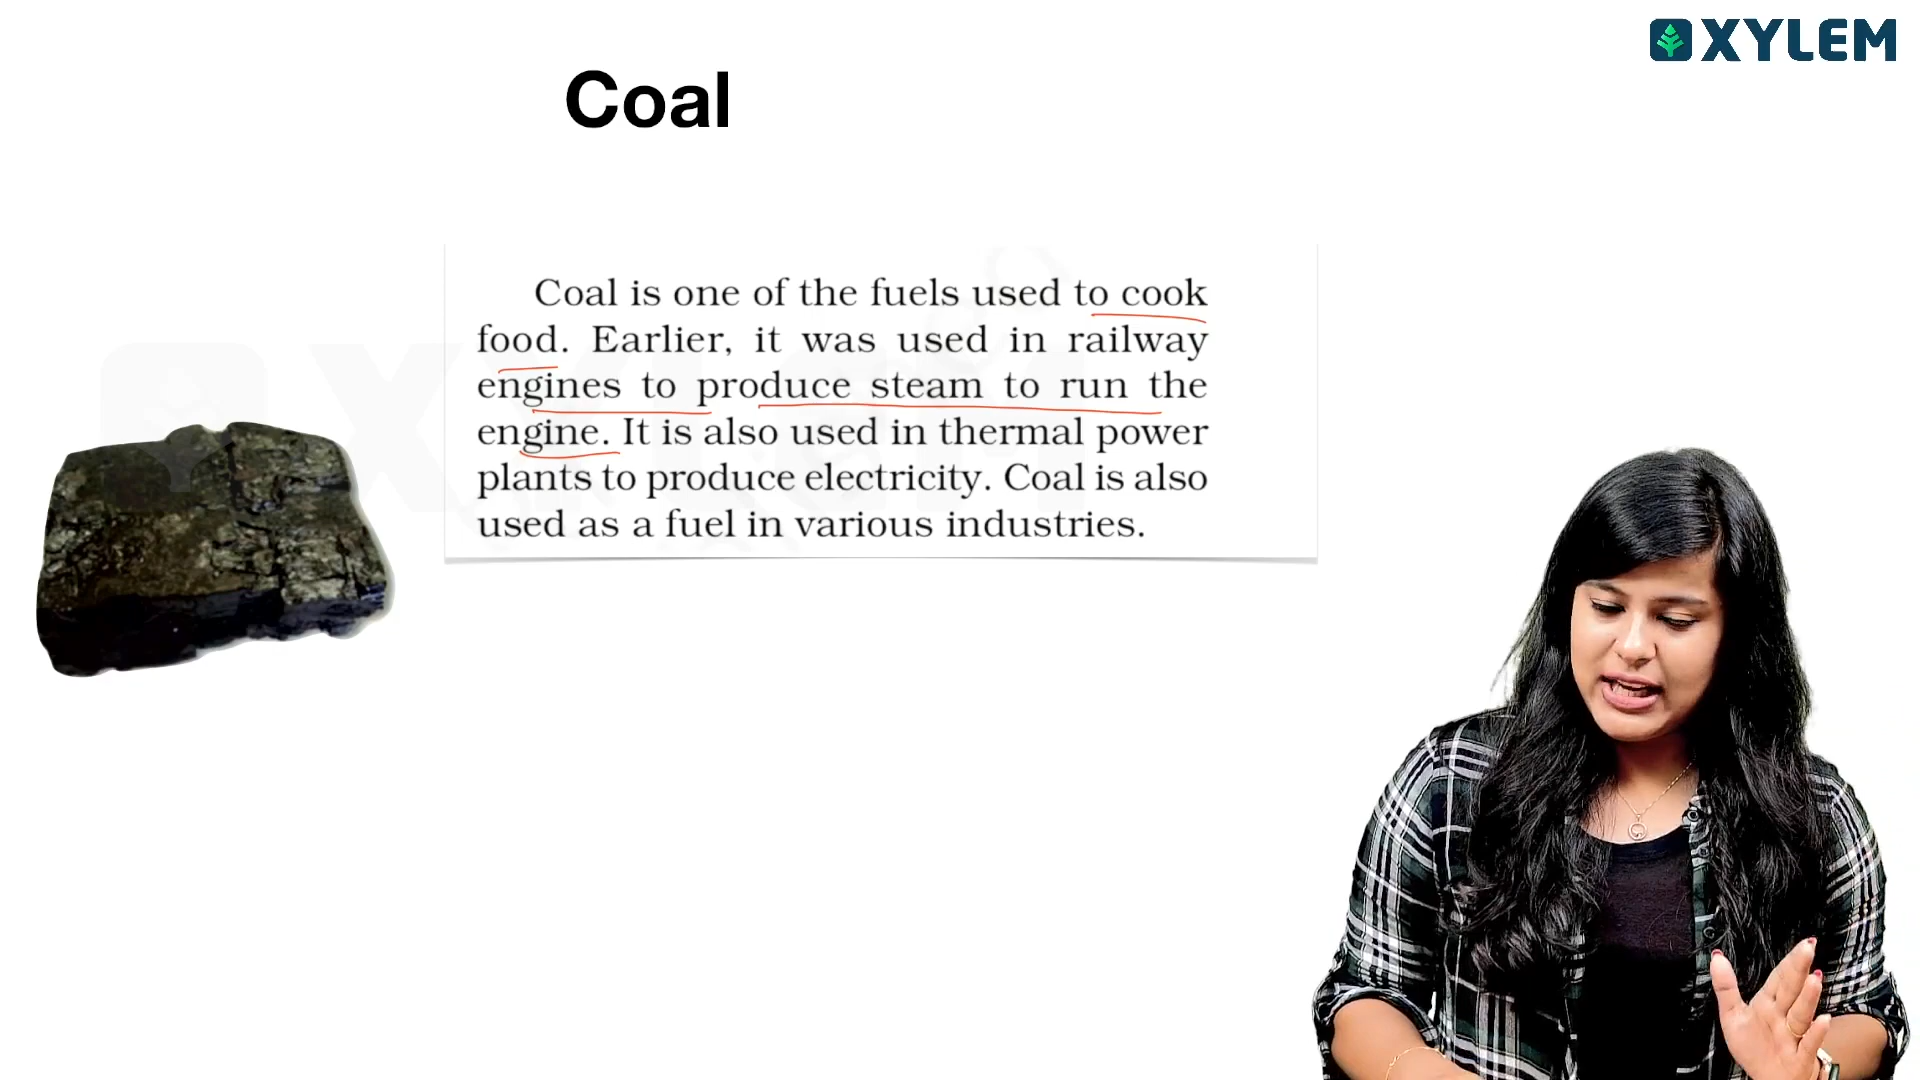 XYLEM
Coal
Coal is one of the fuels used to cook
food. Earlier, it was used in railway
engines to produce steam to run the
engine. It is also used in thermal power
plants to produce electricity. Coal is also
used as a fuel in various industries.
XYLEM